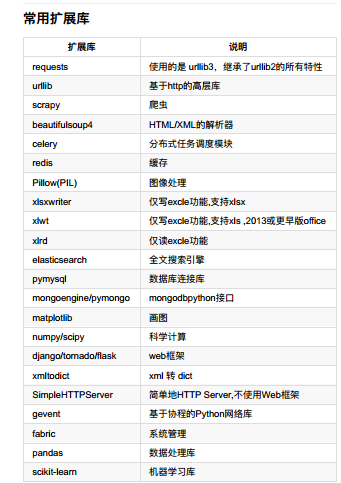 常用扩展库
扩展库 说明
requests 使用的是 urllib3，继承了urllib2的所有特性
urllib 基于http的高层库
scrapy 爬虫
beautifulsoup4 HTML/XML的解析器
celery 分布式任务调度模块
redis 缓存
Pillow(PIL) 图像处理
xlsxwriter 仅写excle功能,支持xlsx
xlwt 仅写excle功能,支持xls ,2013或更早版office
xlrd 仅读excle功能
elasticsearch 全文搜索引擎
pymysql 数据库连接库
mongoengine/pymongo mongodbpython接口
matplotlib 画图
numpy/scipy 科学计算
django/tornado/flask web框架
xmltodict xml 转 dict
SimpleHTTPServer 简单地HTTP Server,不使用Web框架
gevent 基于协程的Python网络库
fabric 系统管理
pandas 数据处理库
scikit-learn 机器学习库